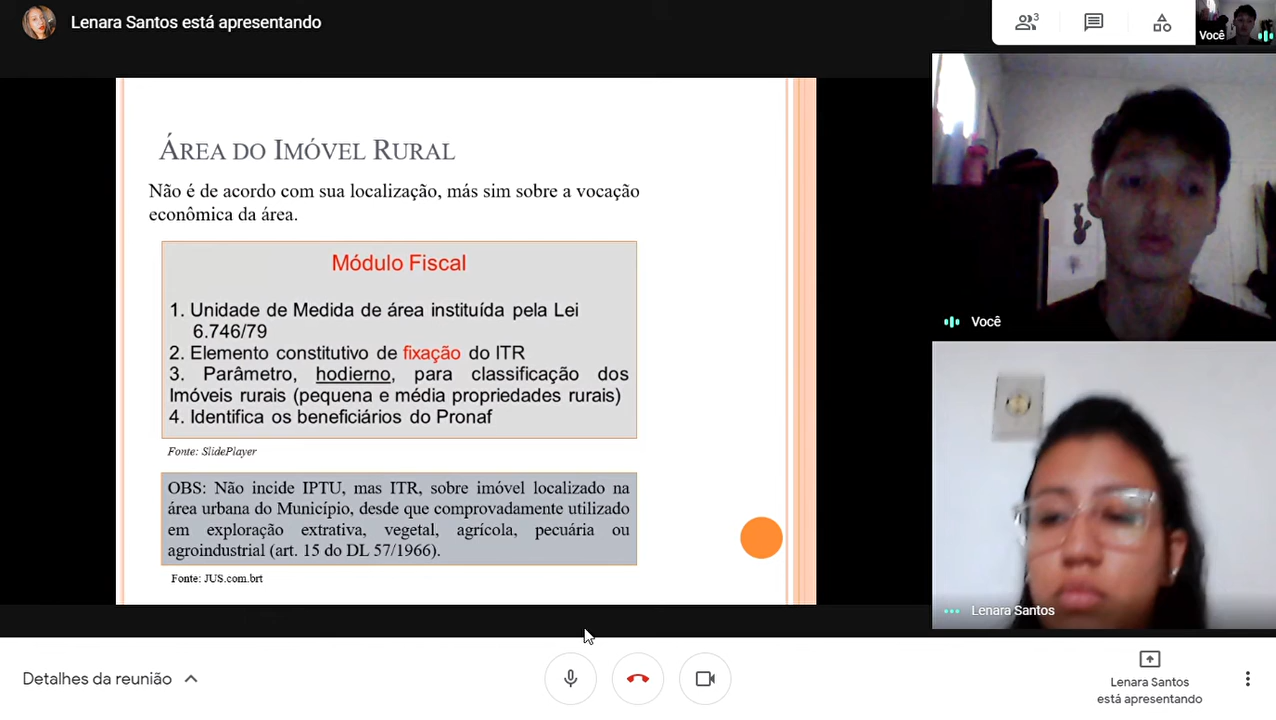 Lenara Santos está apresentando
3
Você
ÁREA DO IMÓVEL RURAL
Não é de acordo com sua localização, más sim sobre a vocação
econômica da área.
Módulo Fiscal
1. Unidade de Medida de área instituída pela Lei
6.746/79
2. Elemento constitutivo de fixação do ITR
3. Parâmetro, hodierno, para classificação dos
Imóveis rurais (pequena e média propriedades rurais)
4. Identifica os beneficiários do Pronaf
Fonte: SlidePlayer
OBS: Não incide IPTU, mas ITR, sobre imóvel localizado na
área urbana do Município, desde que comprovadamente utilizado
em exploração extrativa, vegetal, agrícola, pecuária ou
agroindustrial (art. 15 do DL 57/1966).
Fonte: JUS.com.brt
Você
Lenara Santos
Detalhes da reunião
Lenara Santos
está apresentando